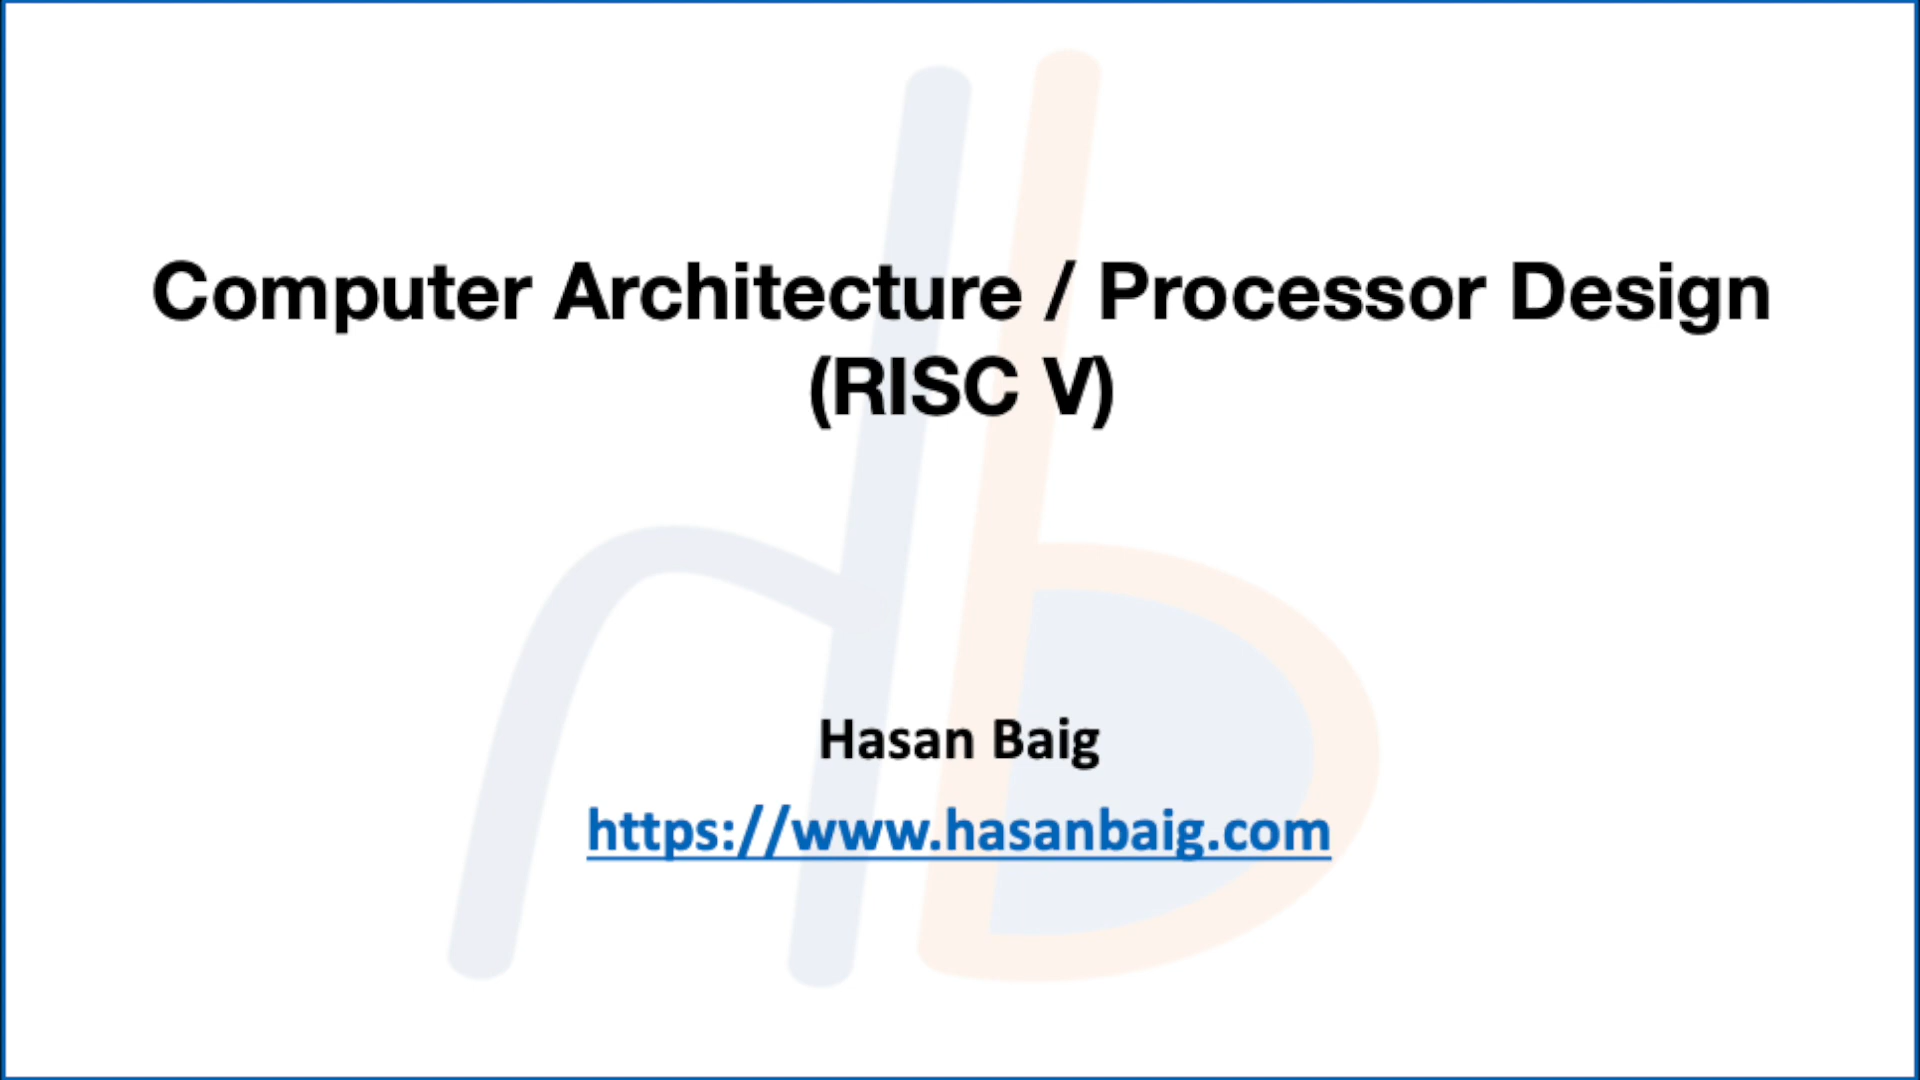 Computer Architecture / Processor Design
(RISC V)
Hasan Baig
https://www.hasanbaig.com